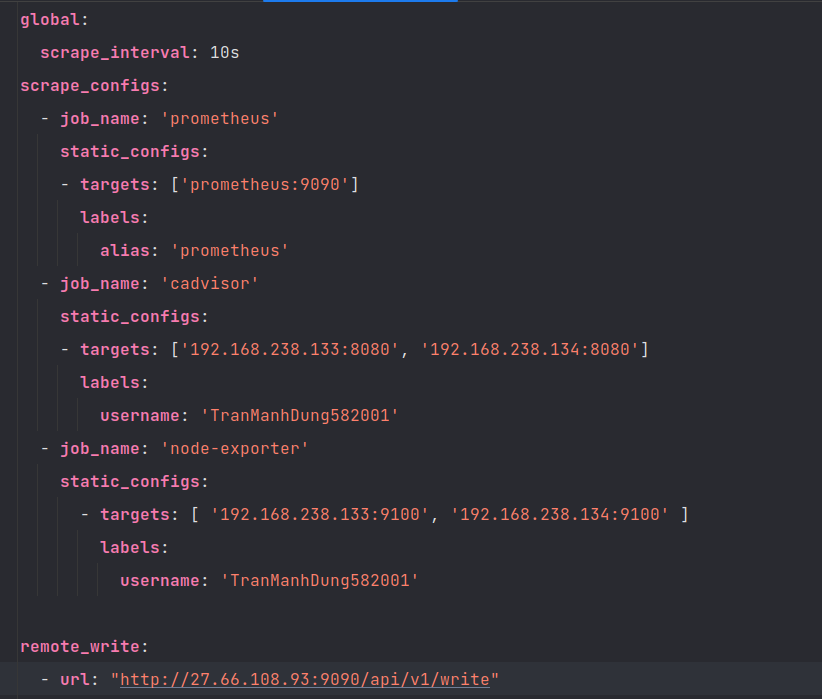 global:
  scrape_interval: 10s
scrape_configs:
  - job_name: 'prometheus'
    static_configs:
    - targets: ['prometheus:9090']
      labels:
        alias: 'prometheus'
  - job_name: 'cadvisor'
    static_configs:
    - targets: ['192.168.238.133:8080', '192.168.238.134:8080']
      labels:
        username: 'TranManhDung582001'
  - job_name: 'node-exporter'
    static_configs:
      - targets: [ '192.168.238.133:9100', '192.168.238.134:9100' ]
        labels:
          username: 'TranManhDung582001'
remote_write:
  - url: "http://27.66.108.93:9090/api/v1/write"